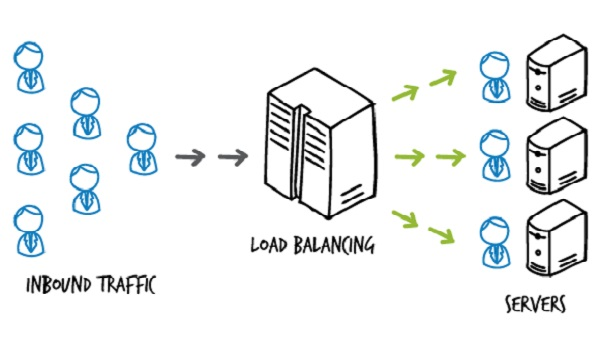 LOAD BALANCING
INBOUND TRAFFIC
SERVERS